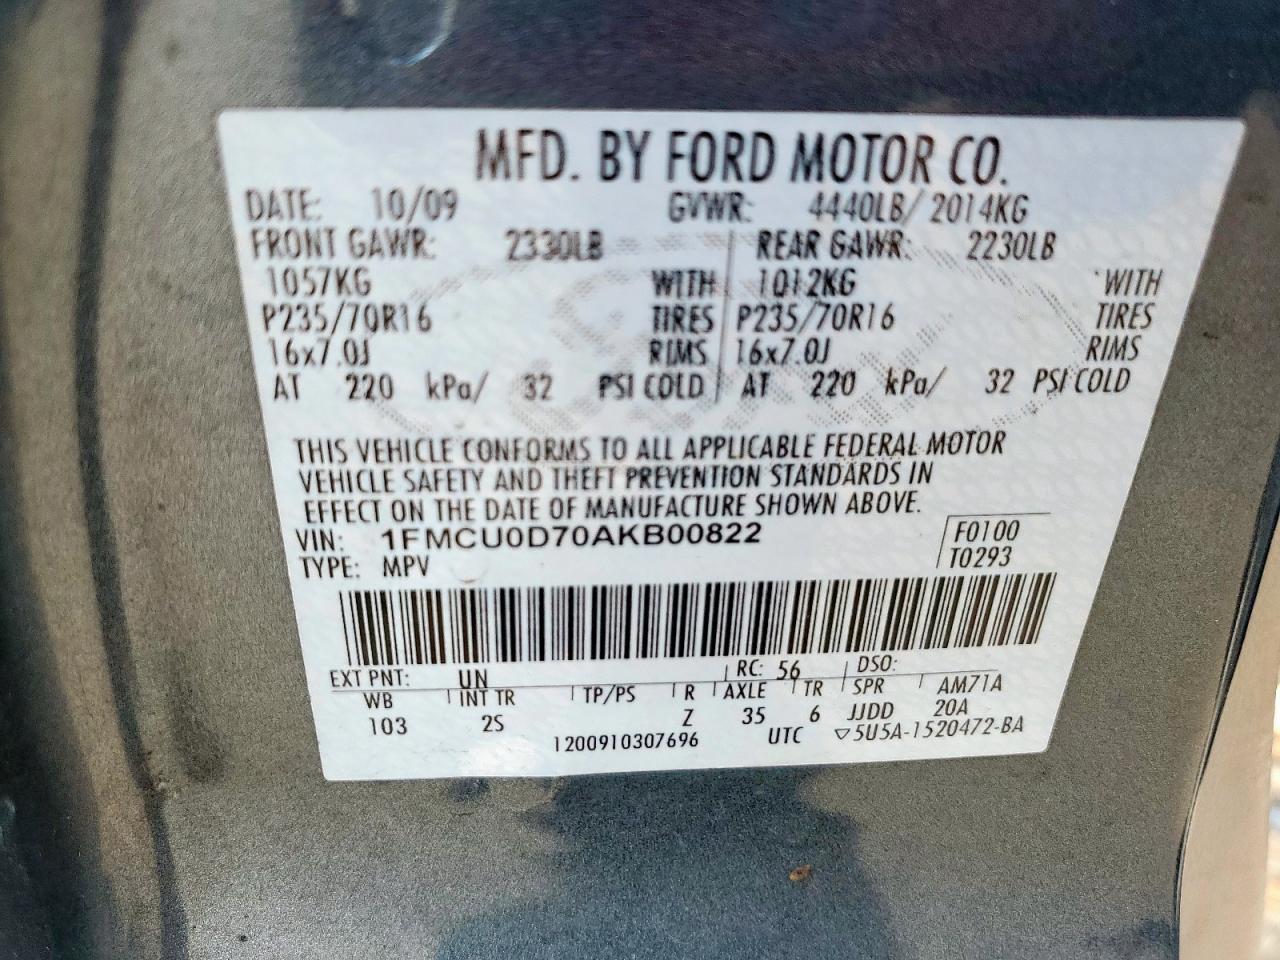 MFD. BY FORD MOTOR CO.
DATE: 10/09 GVWR: 4440LB/ 2014KG
FRONT GAWR: 2330LB REAR GAWR: 2230LB
1057KG WITH 1012KG WITH
P235/70R16 TIRES P235/70R16 TIRES
16x7.0J RIMS 16x7.0J RIMS
AT 220 kPa/ 32 PSI COLD AT 220 kPa/ 32 PSI COLD
THIS VEHICLE CONFORMS TO ALL APPLICABLE FEDERAL MOTOR
VEHICLE SAFETY AND THEFT PREVENTION STANDARDS IN
EFFECT ON THE DATE OF MANUFACTURE SHOWN ABOVE.
VIN: 1FMCU0D70AKB00822 F0100
TYPE: MPV T0293
EXT PNT: UN RC: 56 DSO:
WB INT TR TP/PS R AXLE TR SPR AM71A
103 2S Z 35 6 JJDD 20A
1200910307696 UTC ▽5U5A-1520472-BA